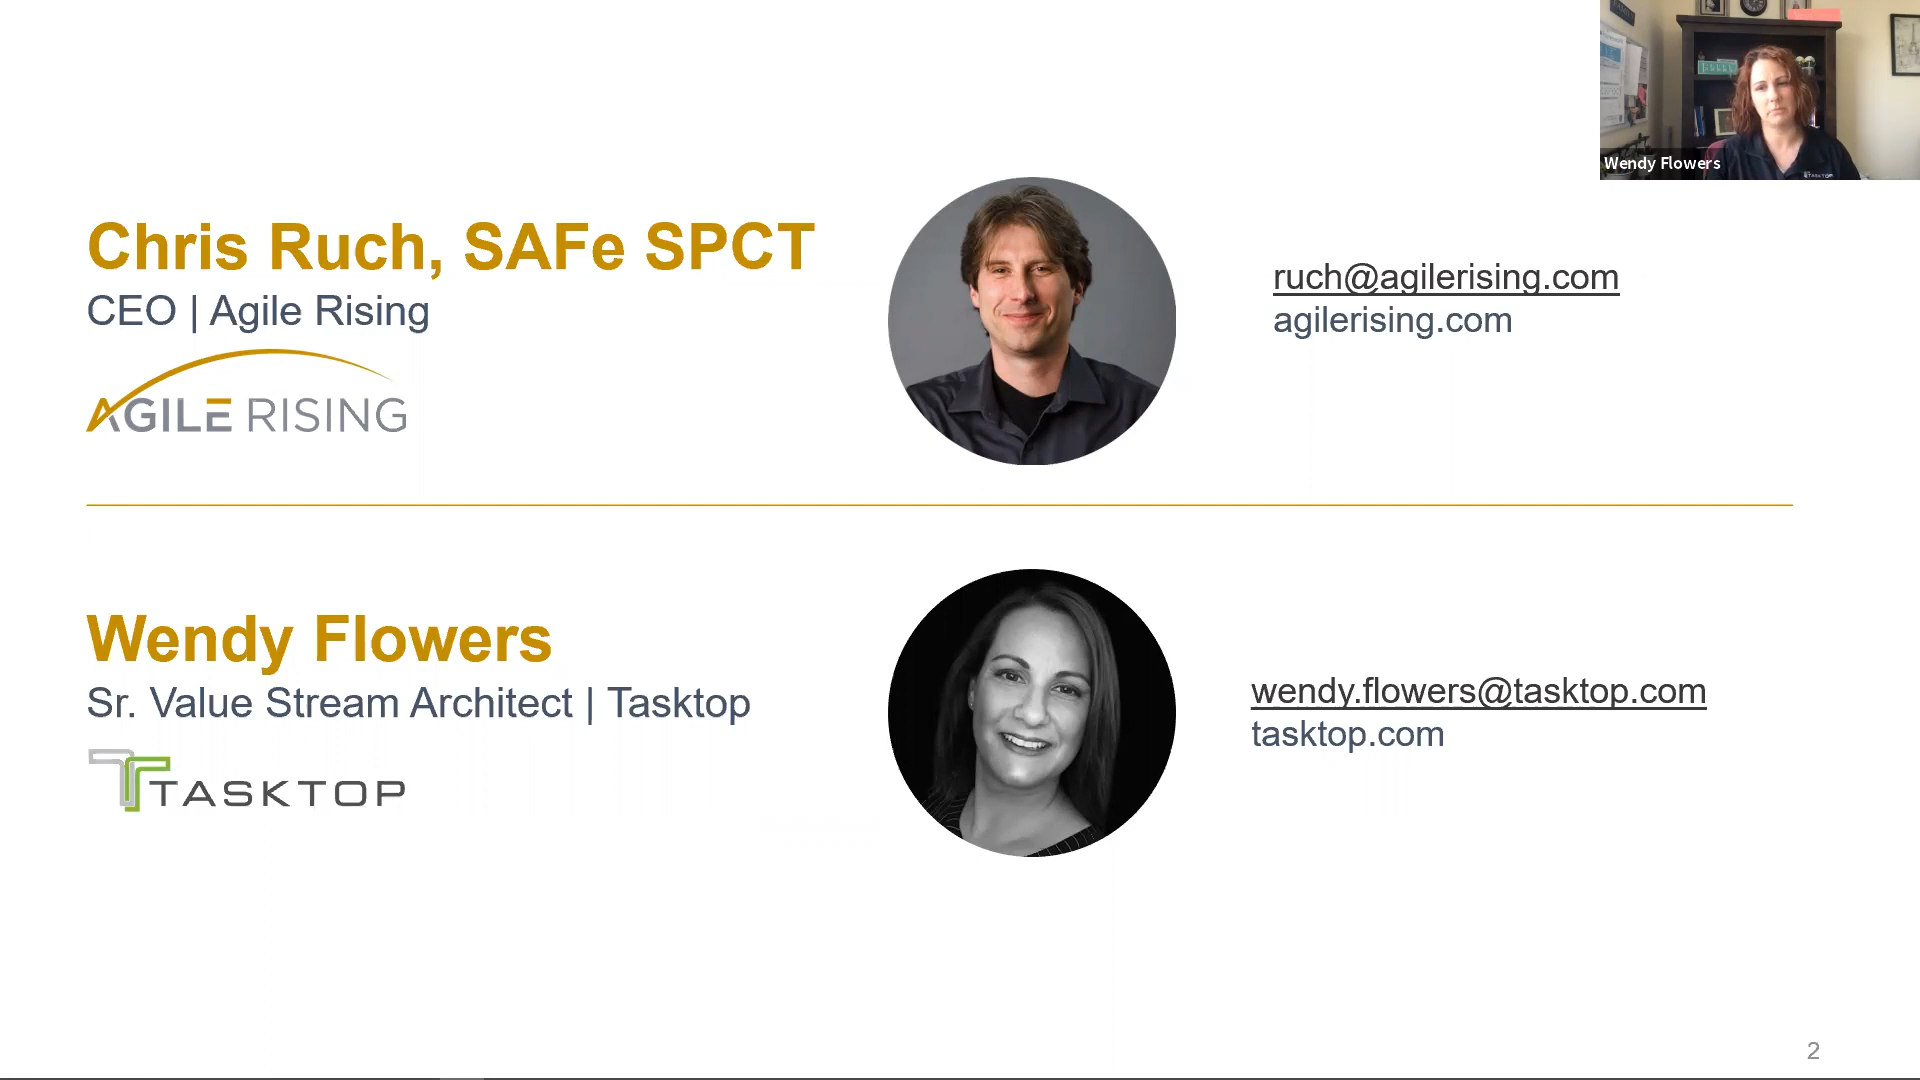 Wendy Flowers
TASKTOP
Chris Ruch, SAFe SPCT
CEO | Agile Rising
AGILE RISING
ruch@agilerising.com
agilerising.com
Wendy Flowers
Sr. Value Stream Architect | Tasktop
TASKTOP
wendy.flowers@tasktop.com
tasktop.com
2